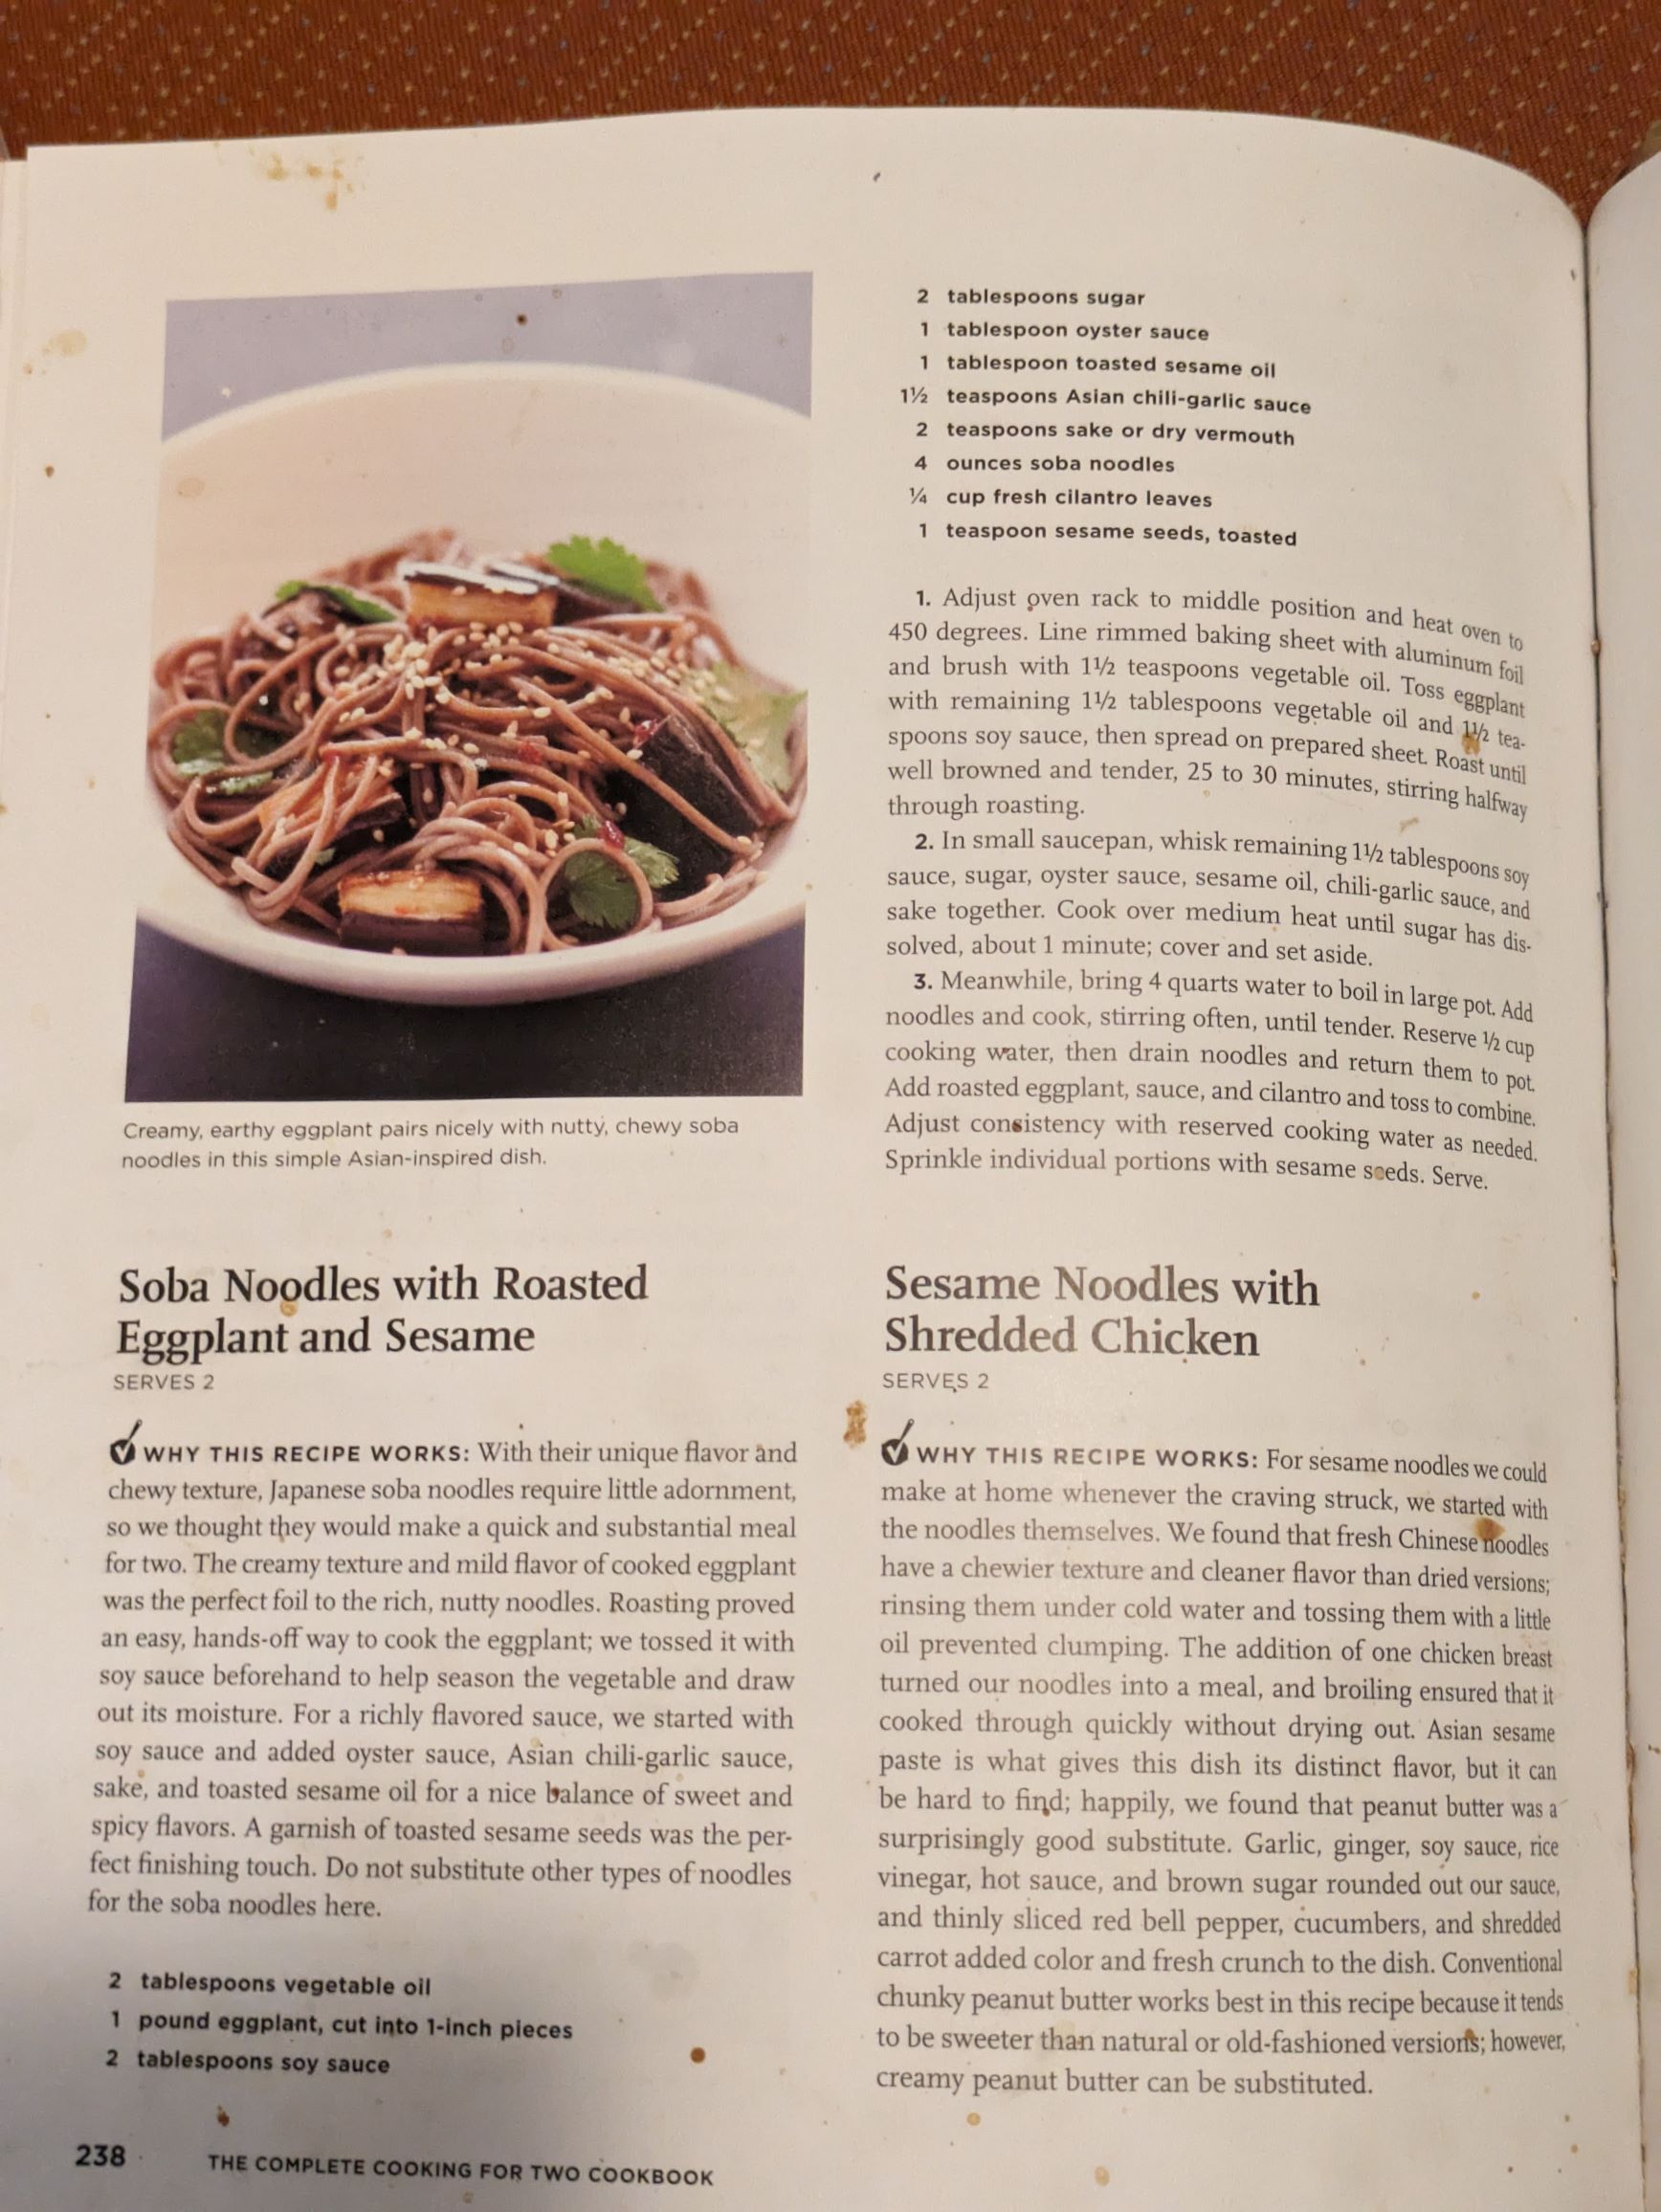 Creamy, earthy eggplant pairs nicely with nutty, chewy soba
noodles in this simple Asian-inspired dish.
Soba Noodles with Roasted
Eggplant and Sesame
SERVES 2
WHY THIS RECIPE WORKS: With their unique flavor and
chewy texture, Japanese soba noodles require little adornment,
so we thought they would make a quick and substantial meal
for two. The creamy texture and mild flavor of cooked eggplant
was the perfect foil to the rich, nutty noodles. Roasting proved
an easy, hands-off way to cook the eggplant; we tossed it with
soy sauce beforehand to help season the vegetable and draw
out its moisture. For a richly flavored sauce, we started with
soy sauce and added oyster sauce, Asian chili-garlic sauce,
sake, and toasted sesame oil for a nice balance of sweet and
spicy flavors. A garnish of toasted sesame seeds was the per-
fect finishing touch. Do not substitute other types of noodles
for the soba noodles here.
2 tablespoons vegetable oil
1 pound eggplant, cut into 1-inch pieces
2 tablespoons soy sauce
2 tablespoons sugar
1 tablespoon oyster sauce
1 tablespoon toasted sesame oil
1½ teaspoons Asian chili-garlic sauce
2 teaspoons sake or dry vermouth
4 ounces soba noodles
¼ cup fresh cilantro leaves
1 teaspoon sesame seeds, toasted
1. Adjust oven rack to middle position and heat oven to
450 degrees. Line rimmed baking sheet with aluminum foil
and brush with 1½ teaspoons vegetable oil. Toss eggplant
with remaining 1½ tablespoons vegetable oil and 1½ tea-
spoons soy sauce, then spread on prepared sheet. Roast until
well browned and tender, 25 to 30 minutes, stirring halfway
through roasting.
2. In small saucepan, whisk remaining 1½ tablespoons soy
sauce, sugar, oyster sauce, sesame oil, chili-garlic sauce, and
sake together. Cook over medium heat until sugar has dis-
solved, about 1 minute; cover and set aside.
3. Meanwhile, bring 4 quarts water to boil in large pot. Add
noodles and cook, stirring often, until tender. Reserve ½ cup
cooking water, then drain noodles and return them to pot.
Add roasted eggplant, sauce, and cilantro and toss to combine.
Adjust consistency with reserved cooking water as needed.
Sprinkle individual portions with sesame seeds. Serve.
Sesame Noodles with
Shredded Chicken
SERVES 2
WHY THIS RECIPE WORKS: For sesame noodles we could
make at home whenever the craving struck, we started with
the noodles themselves. We found that fresh Chinese noodles
have a chewier texture and cleaner flavor than dried versions;
rinsing them under cold water and tossing them with a little
oil prevented clumping. The addition of one chicken breast
turned our noodles into a meal, and broiling ensured that it
cooked through quickly without drying out. Asian sesame
paste is what gives this dish its distinct flavor, but it can
be hard to find; happily, we found that peanut butter was a
surprisingly good substitute. Garlic, ginger, soy sauce, rice
vinegar, hot sauce, and brown sugar rounded out our sauce,
and thinly sliced red bell pepper, cucumbers, and shredded
carrot added color and fresh crunch to the dish. Conventional
chunky peanut butter works best in this recipe because it tends
to be sweeter than natural or old-fashioned versions; however,
creamy peanut butter can be substituted.
238 THE COMPLETE COOKING FOR TWO COOKBOOK